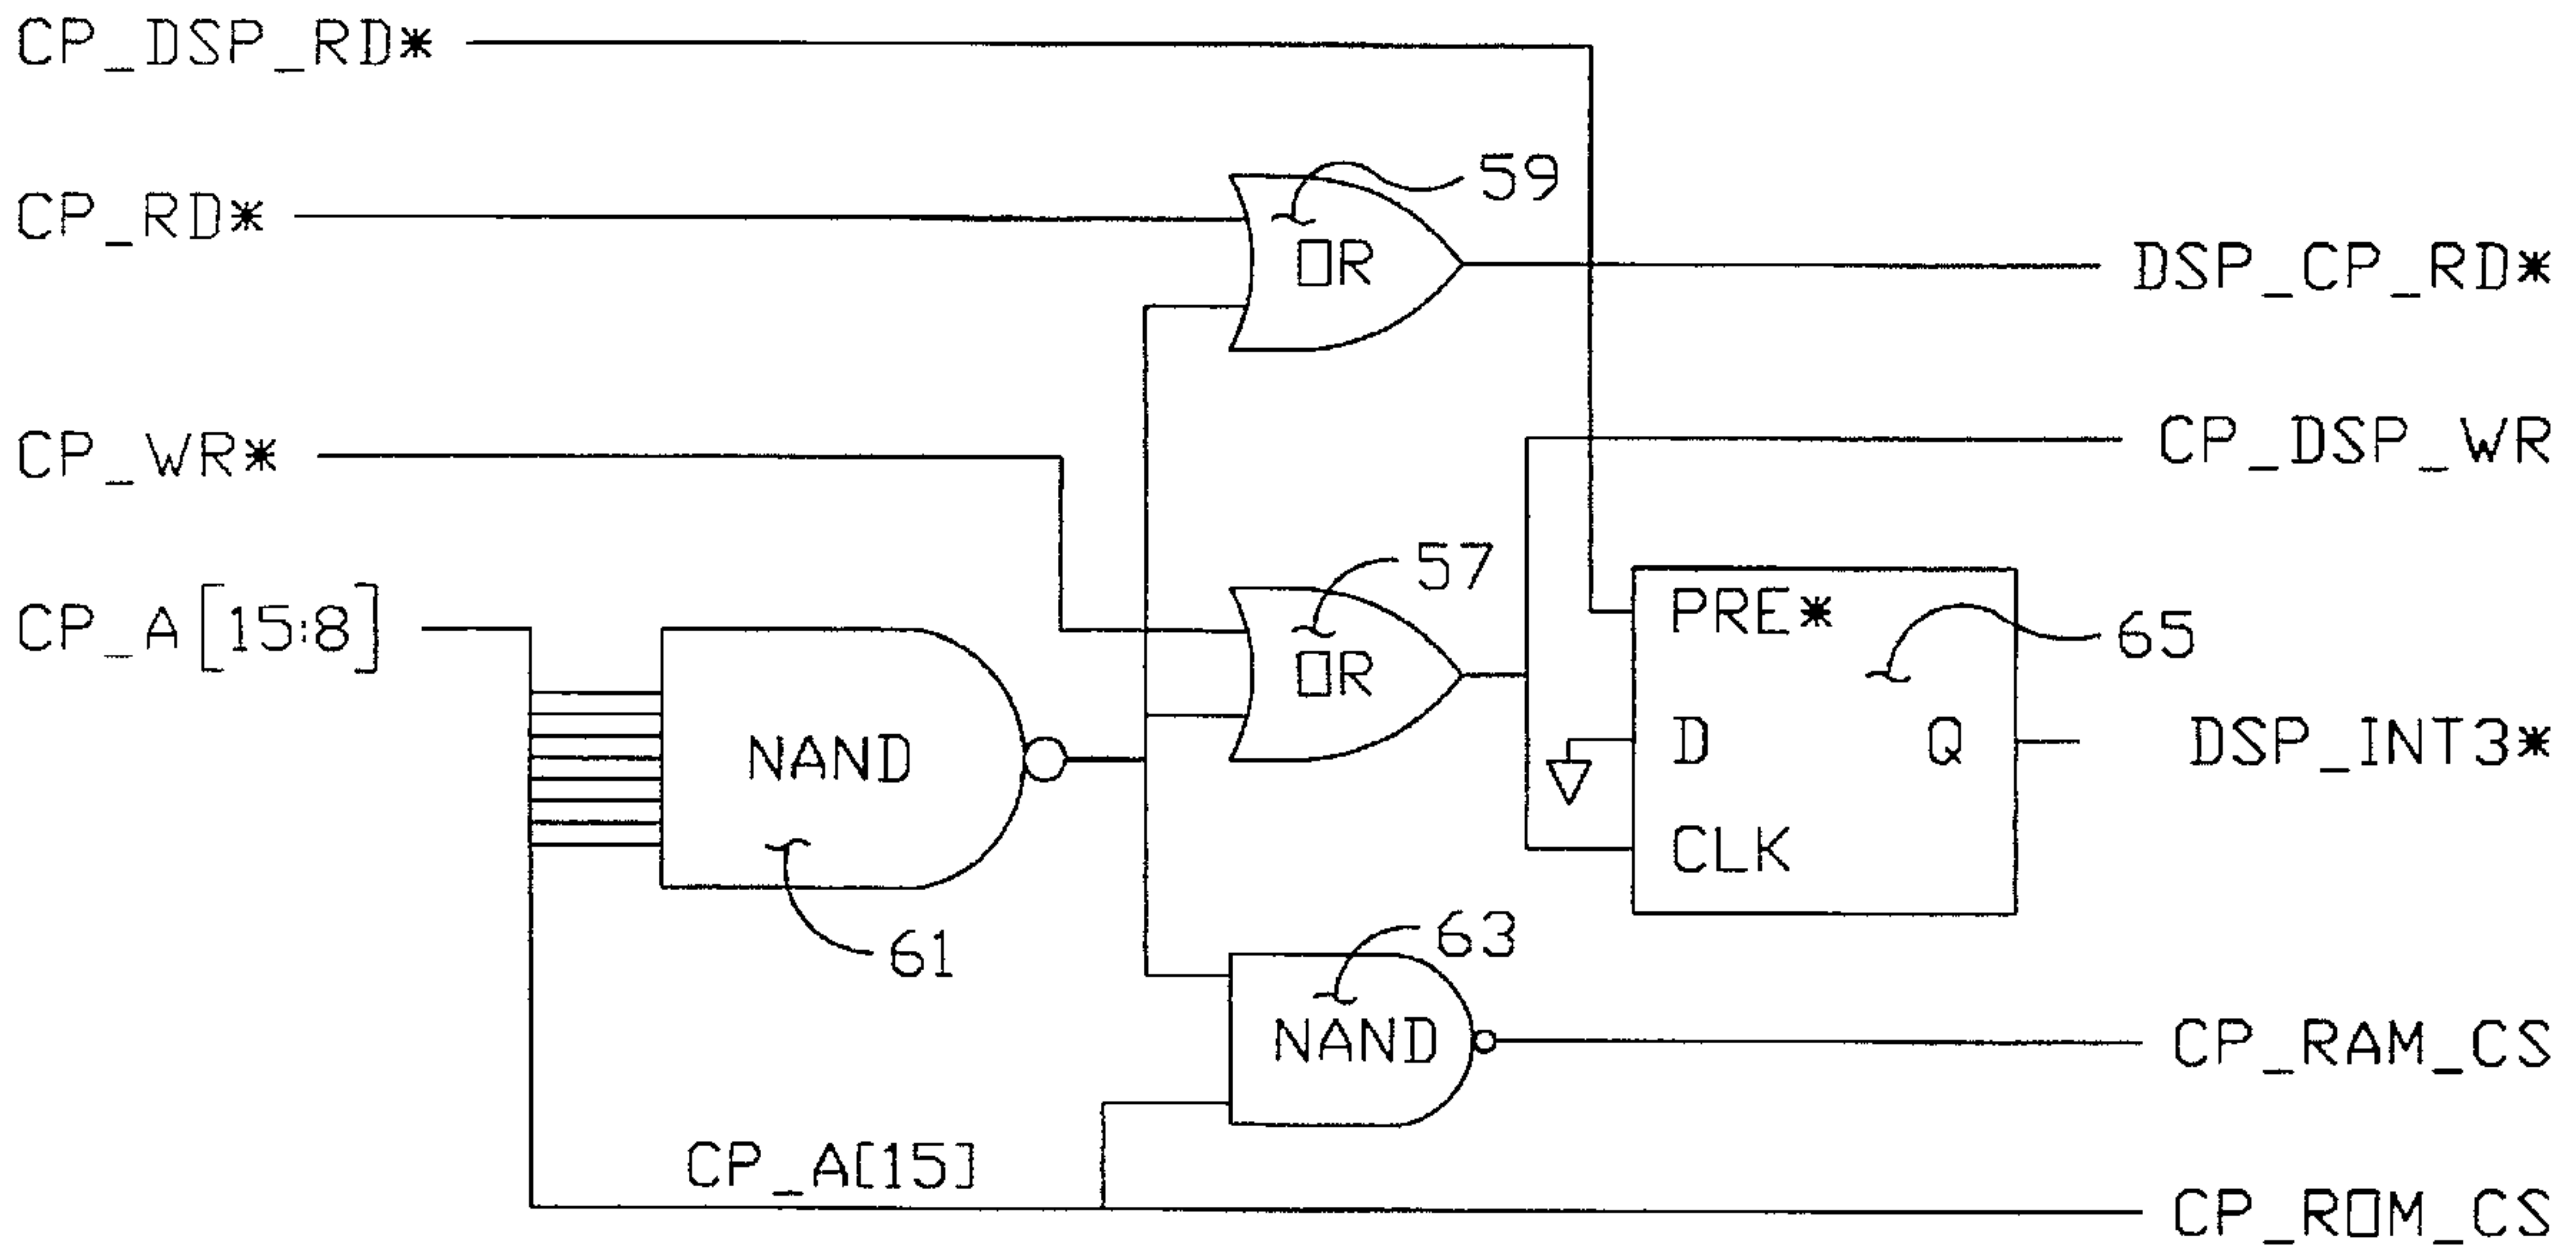 CP_DSP_RD*
59
CP_RD*
OR
DSP_CP_RD*
CP_WR*
CP_DSP_WR
57
CP_A[15:8]
PRE*
65
OR
NAND
D
Q
DSP_INT3*
CLK
61
63
NAND
CP_RAM_CS
CP_A[15]
CP_ROM_CS